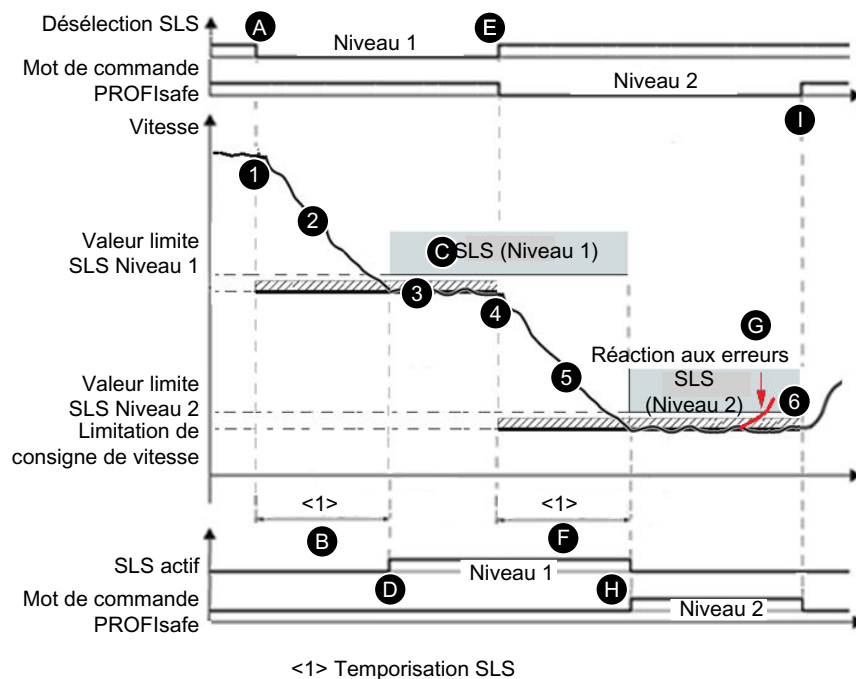 Désélection SLS
A
Niveau 1
E
Mot de commande
PROFIsafe
Niveau 2
I
Vitesse
1
2
Valeur limite
SLS Niveau 1
C
SLS (Niveau 1)
3
4
G
Réaction aux erreurs
5
Valeur limite
SLS Niveau 2
SLS
(Niveau 2)
6
Limitation de
consigne de vitesse
<1>
<1>
B
F
SLS actif
D
Niveau 1
H
Mot de commande
PROFIsafe
Niveau 2
<1> Temporisation SLS